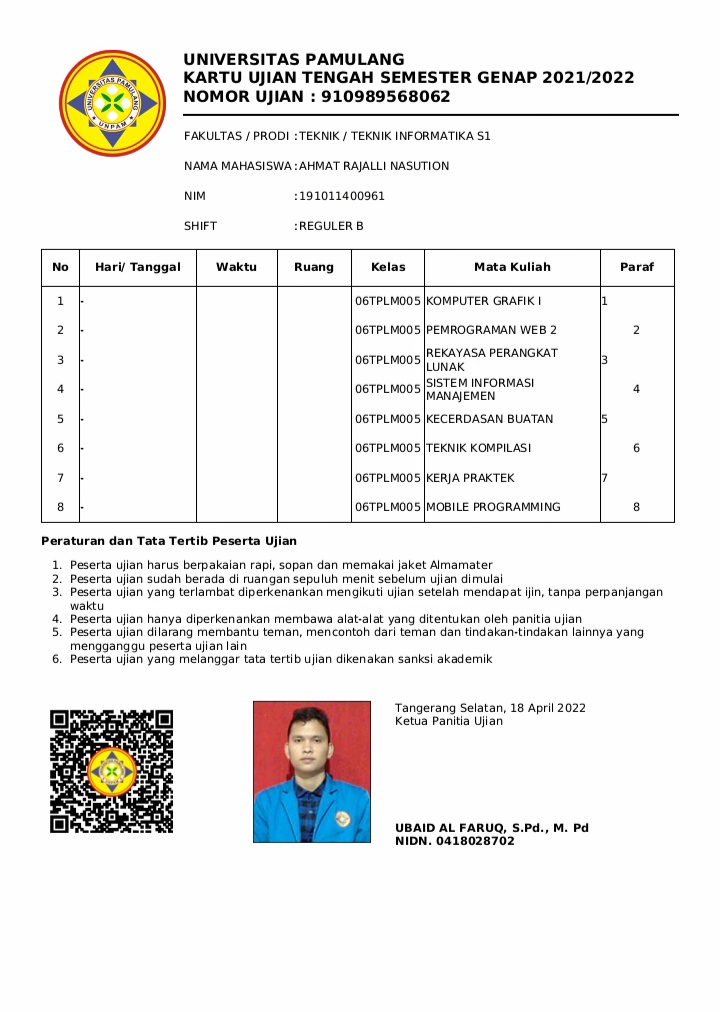 UNIVERSITAS PAMULANG
UNPAM
UNIVERSITAS PAMULANG
KARTU UJIAN TENGAH SEMESTER GENAP 2021/2022
NOMOR UJIAN : 910989568062
FAKULTAS / PRODI : TEKNIK / TEKNIK INFORMATIKA S1
NAMA MAHASISWA : AHMAT RAJALLI NASUTION
NIM : 191011400961
SHIFT : REGULER B
No Hari/ Tanggal Waktu Ruang Kelas Mata Kuliah Paraf
1 - 06TPLM005 KOMPUTER GRAFIK I 1
2 - 06TPLM005 PEMROGRAMAN WEB 2 2
3 - 06TPLM005 REKAYASA PERANGKAT LUNAK 3
4 - 06TPLM005 SISTEM INFORMASI MANAJEMEN 4
5 - 06TPLM005 KECERDASAN BUATAN 5
6 - 06TPLM005 TEKNIK KOMPILASI 6
7 - 06TPLM005 KERJA PRAKTEK 7
8 - 06TPLM005 MOBILE PROGRAMMING 8
Peraturan dan Tata Tertib Peserta Ujian
1. Peserta ujian harus berpakaian rapi, sopan dan memakai jaket Almamater
2. Peserta ujian sudah berada di ruangan sepuluh menit sebelum ujian dimulai
3. Peserta ujian yang terlambat diperkenankan mengikuti ujian setelah mendapat ijin, tanpa perpanjangan
waktu
4. Peserta ujian hanya diperkenankan membawa alat-alat yang ditentukan oleh panitia ujian
5. Peserta ujian dilarang membantu teman, mencontoh dari teman dan tindakan-tindakan lainnya yang
mengganggu peserta ujian lain
6. Peserta ujian yang melanggar tata tertib ujian dikenakan sanksi akademik
Tangerang Selatan, 18 April 2022
Ketua Panitia Ujian
UBAID AL FARUQ, S.Pd., M. Pd
NIDN. 0418028702